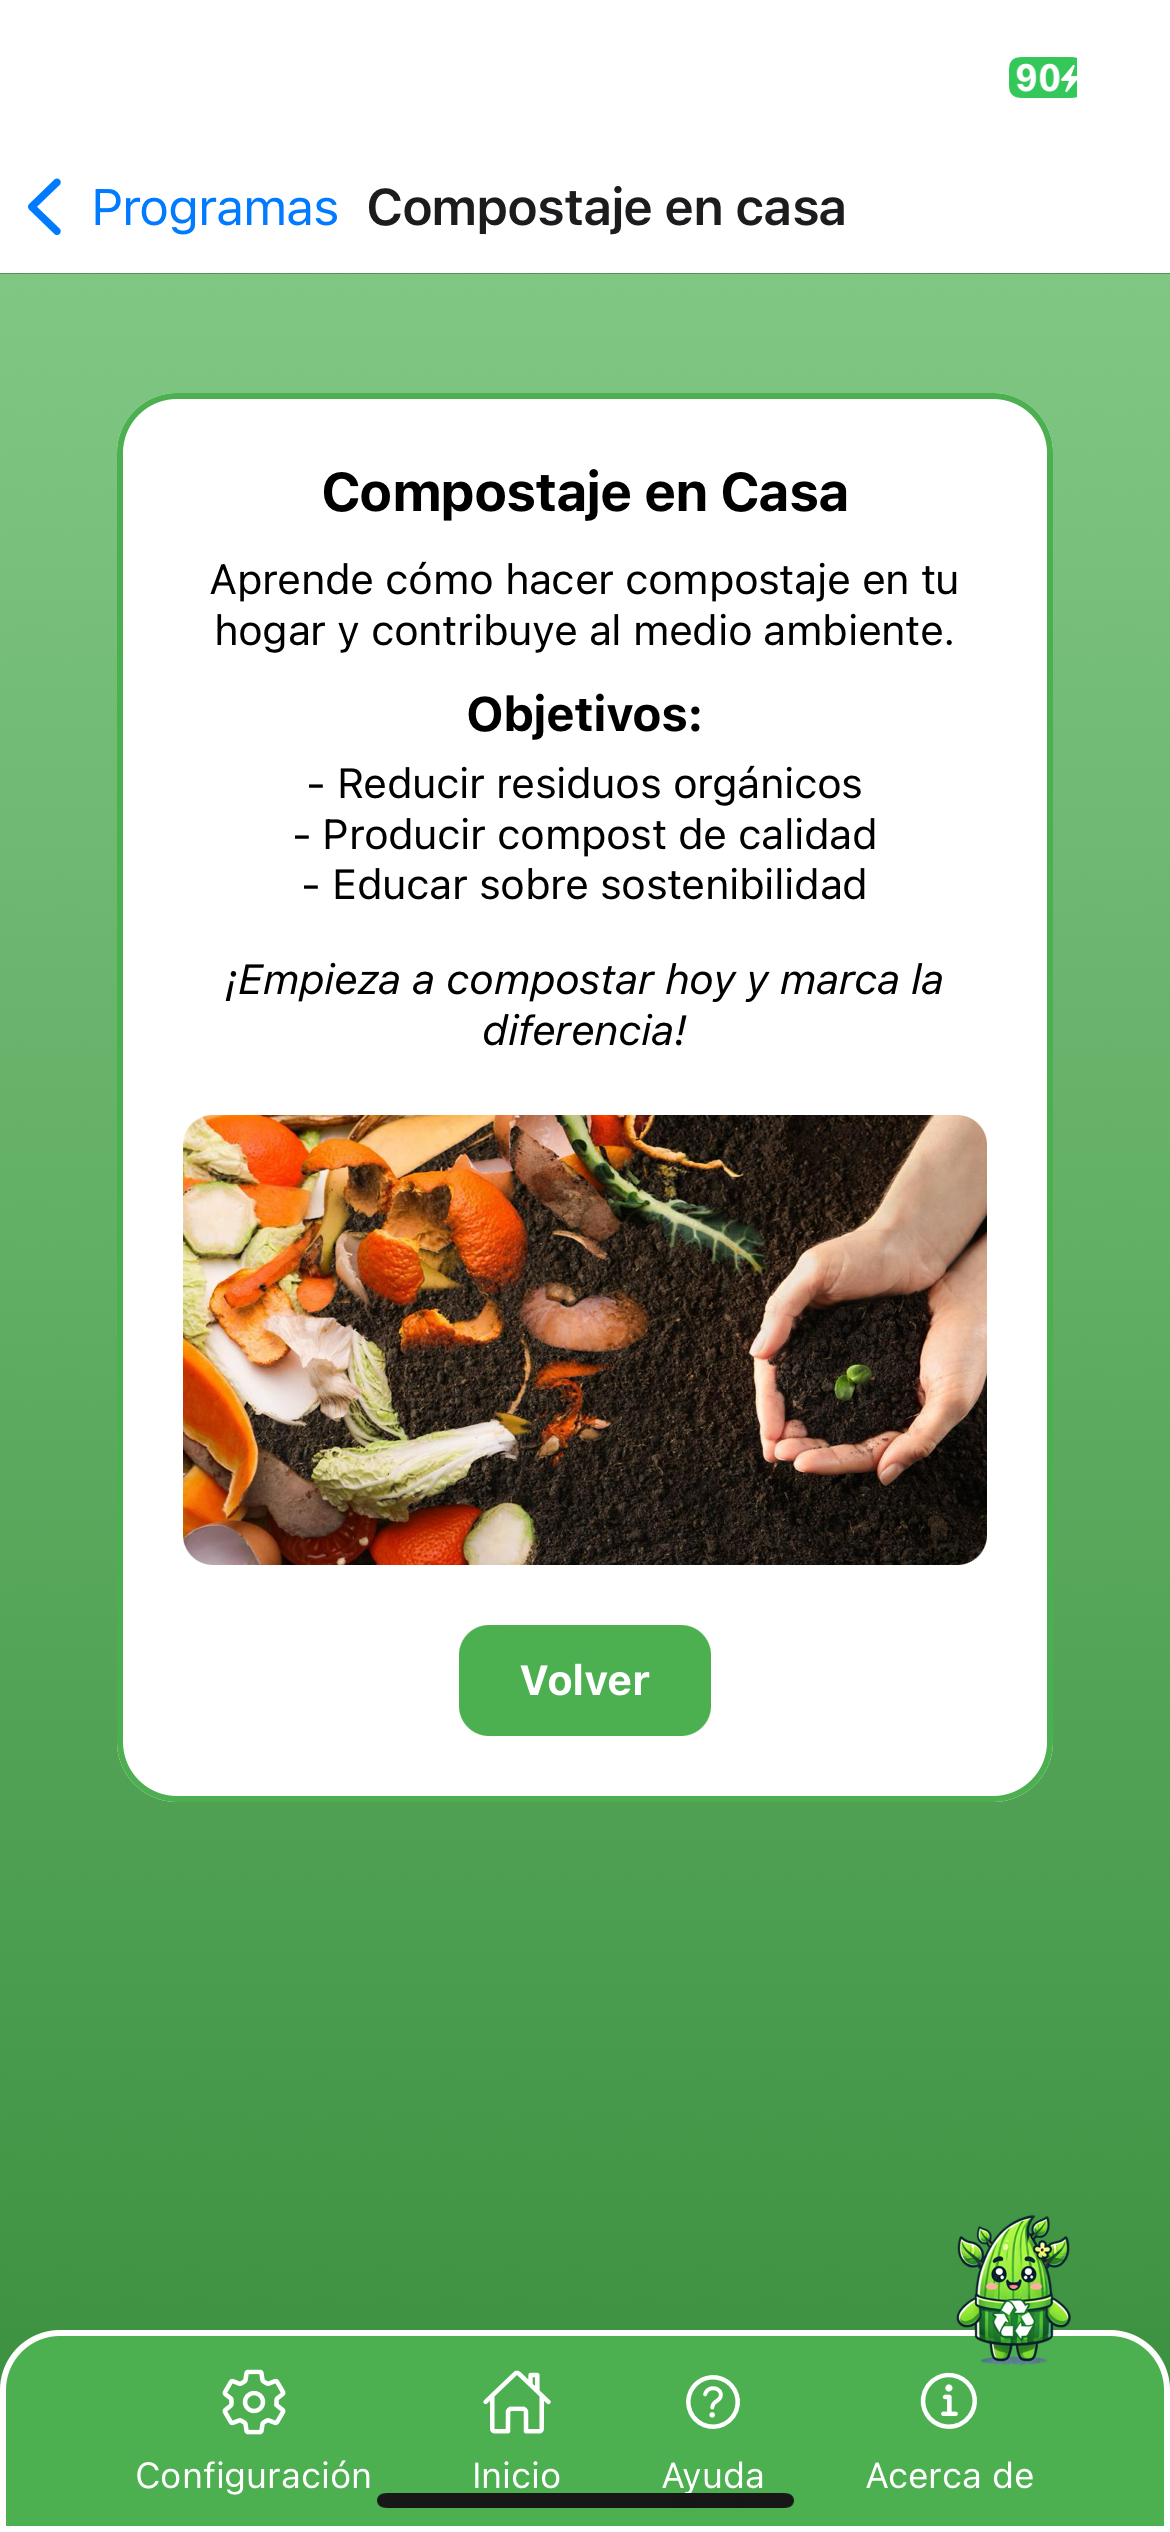 90
Programas Compostaje en casa
Compostaje en Casa
Aprende cómo hacer compostaje en tu
hogar y contribuye al medio ambiente.
Objetivos:
- Reducir residuos orgánicos
- Producir compost de calidad
- Educar sobre sostenibilidad
¡Empieza a compostar hoy y marca la
diferencia!
Volver
Configuración Inicio Ayuda Acerca de